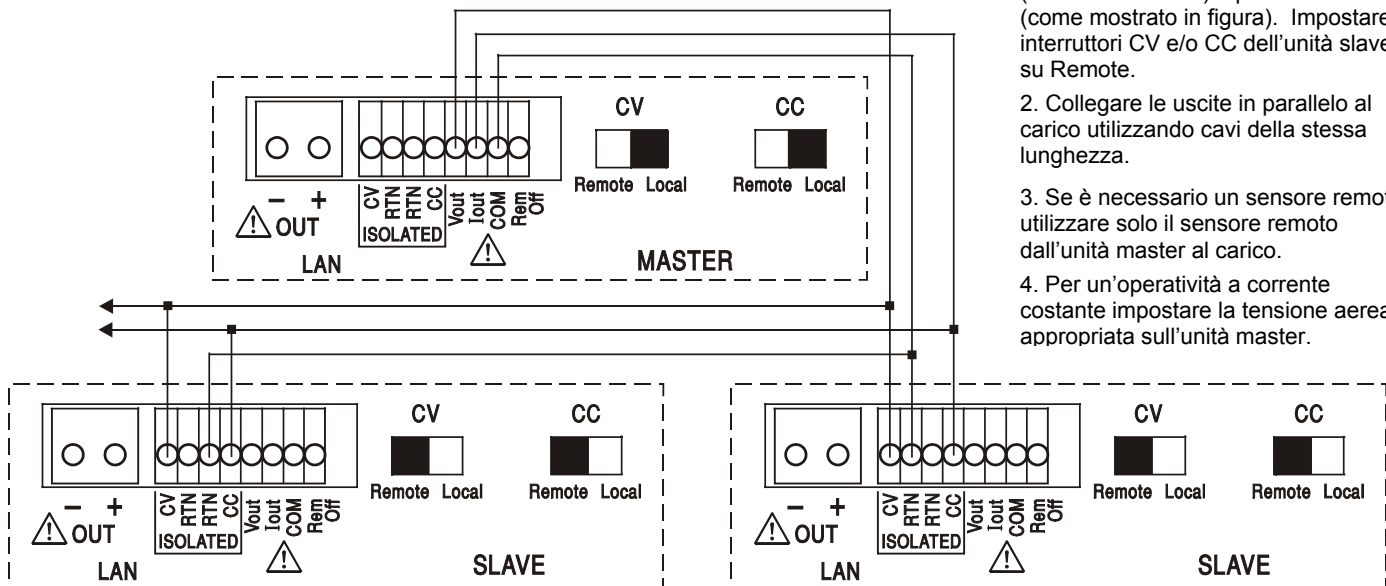 (come mostrato in figura). Impostare
interruttori CV e/o CC dell’unità slave
su Remote.
2. Collegare le uscite in parallelo al
carico utilizzando cavi della stessa
lunghezza.
3. Se è necessario un sensore
utilizzare solo il sensore remoto
dall’unità master al carico.
4. Per un’operatività a corrente
costante impostare la tensione aerea
appropriata sull’unità master.
CV CC
Remote Local Remote Local
− +
OUT
CV RTN RTN CC Vout Iout COM Rem Off
ISOLATED
LAN MASTER
CV CC
Remote Local Remote Local
− +
OUT
CV RTN RTN CC Vout Iout COM Rem Off
ISOLATED
LAN SLAVE
CV CC
Remote Local Remote Local
− +
OUT
CV RTN RTN CC Vout Iout COM Rem Off
ISOLATED
LAN SLAVE